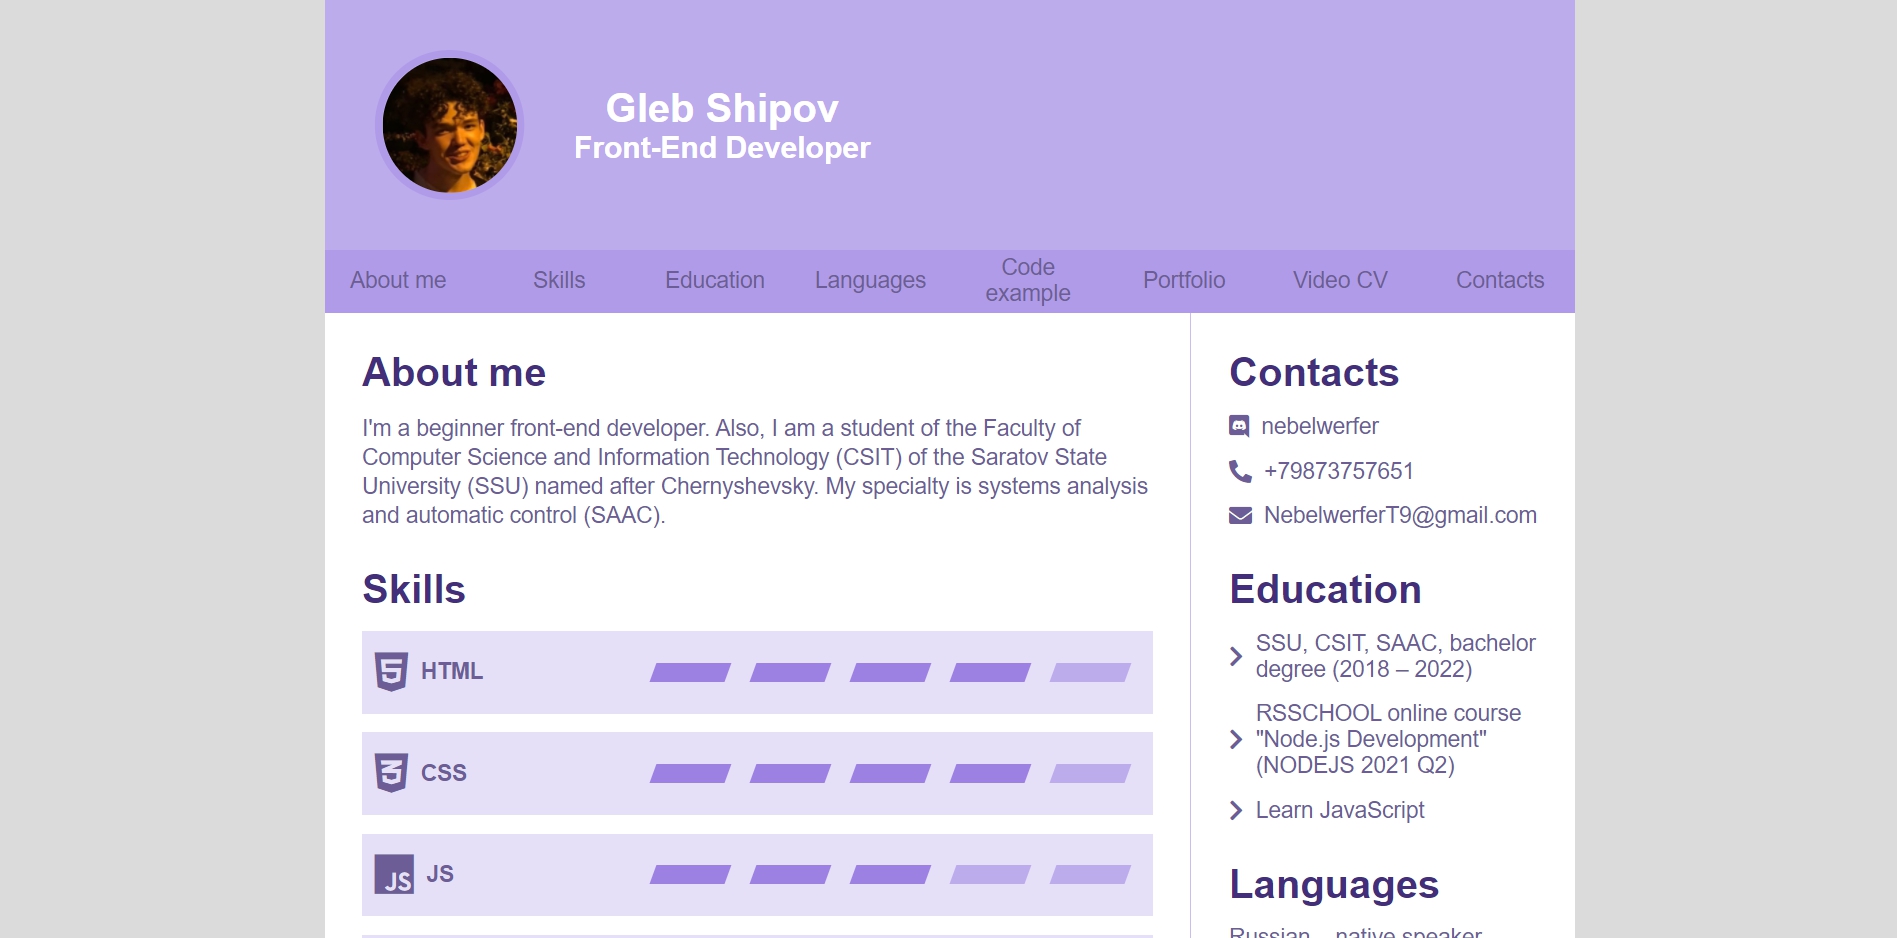 Gleb Shipov
Front-End Developer
About me
Skills
Education
Languages
Code
example
Portfolio
Video CV
Contacts
About me
I'm a beginner front-end developer. Also, I am a student of the Faculty of
Computer Science and Information Technology (CSIT) of the Saratov State
University (SSU) named after Chernyshevsky. My specialty is systems analysis
and automatic control (SAAC).
Skills
HTML
CSS
JS
JS
Contacts
nebelwerfer
+79873757651
NebelwerferT9@gmail.com
Education
SSU, CSIT, SAAC, bachelor
degree (2018 – 2022)
RSSCHOOL online course
"Node.js Development"
(NODEJS 2021 Q2)
Learn JavaScript
Languages
Russian – native speaker